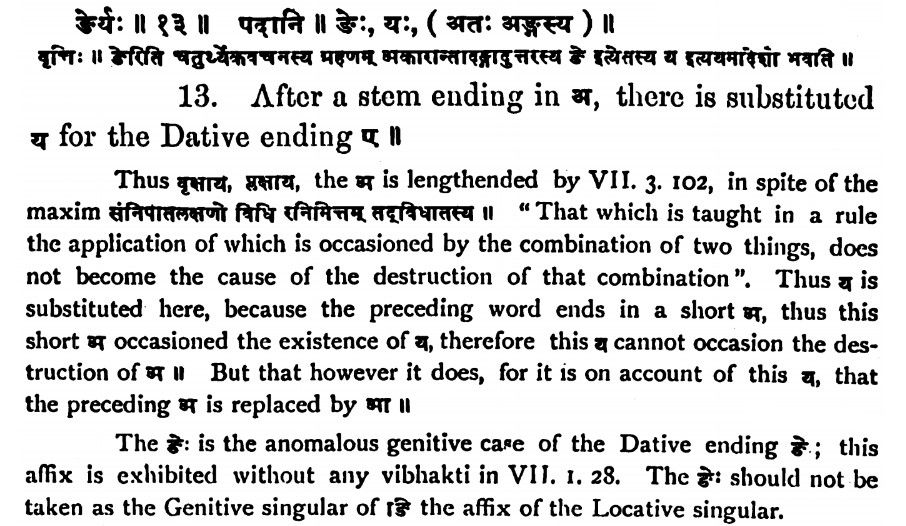 ङेर्यः ॥ १३ ॥ पदानि ॥ ङेः, यः, ( अतः अङ्गस्य ) ॥
वृत्तिः ॥ ङेरिति चतुर्थ्येकवचनस्य ग्रहणम् अकारान्तादङ्गादुत्तरस्य ङे इत्येतस्य य इत्ययमादेशो भवति ॥
13. After a stem ending in अ, there is substituted
य for the Dative ending ए ॥
Thus वृक्षाय, प्लक्षाय, the अ is lengthended by VII. 3. 102, in spite of the
maxim संनिपातलक्षणो विधि रनिमित्तम् तद्विधातस्य ॥ "That which is taught in a rule
the application of which is occasioned by the combination of two things, does
not become the cause of the destruction of that combination". Thus य is
substituted here, because the preceding word ends in a short अ, thus this
short अ occasioned the existence of य, therefore this य cannot occasion the des-
truction of अ ॥ But that however it does, for it is on account of this य, that
the preceding अ is replaced by आ ॥
The ङेः is the anomalous genitive case of the Dative ending ङे; this
affix is exhibited without any vibhakti in VII. 1. 28. The ङेः should not be
taken as the Genitive singular of ङि the affix of the Locative singular.